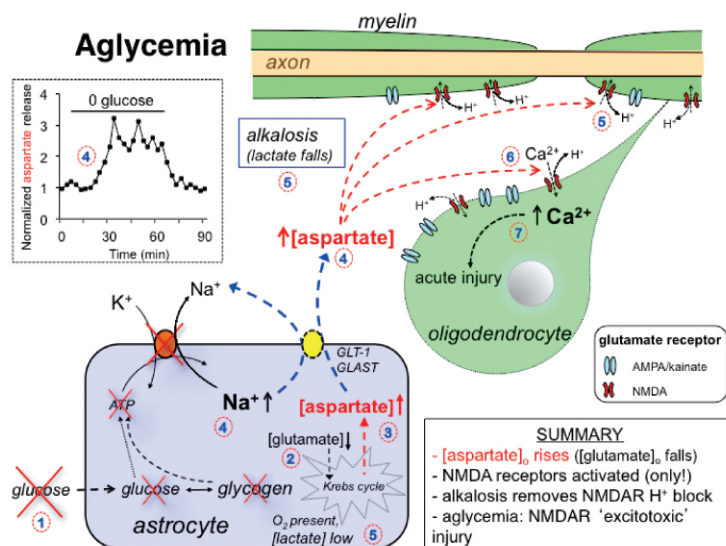 myelin
Aglycemia
axon
0 glucose
Normalized aspartate release
4
3
2
1
0
0 30 60 90
Time (min)
4
alkalosis
(lactate falls)
5
H⁺
H⁺
H⁺
H⁺
5
6
Ca²⁺
H⁺
H⁺
↑[aspartate]
4
↑ Ca²⁺
7
acute injury
oligodendrocyte
K⁺
Na⁺
GLT-1
GLAST
glutamate receptor
AMPA/kainate
NMDA
ATP
Na⁺↑
4
[aspartate]↑
3
[glutamate]↓
2
Krebs cycle
glucose
1
glucose
glycogen
astrocyte
O₂ present,
[lactate] low
5
SUMMARY
- [aspartate]ₒ rises ([glutamate]ₒ falls)
- NMDA receptors activated (only!)
- alkalosis removes NMDAR H⁺ block
- aglycemia: NMDAR 'excitotoxic'
injury